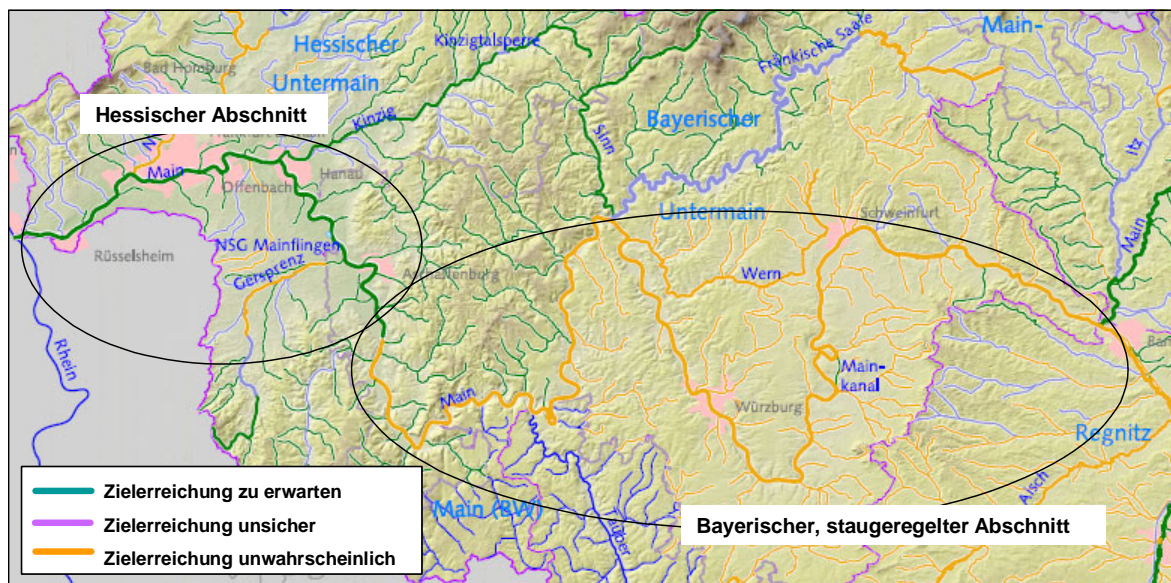 Main-
Hessischer
Untermain
Bad Homburg
Kinzigtalsperre
Fränkische Saale
Hessischer Abschnitt
Kinzig
Sinn
Bayerischer
Untermain
Itz
Main
Offenbach
Hanau
Schweinfurt
Main
NSG Mainflingen
Rüsselsheim
Gersprenz
Aschaffenburg
Wern
Rhein
Main
Main-
kanal
Würzburg
Regnitz
Aisch
Main (BW)
Tauber
Zielerreichung zu erwarten
Zielerreichung unsicher
Zielerreichung unwahrscheinlich
Bayerischer, staugeregelter Abschnitt